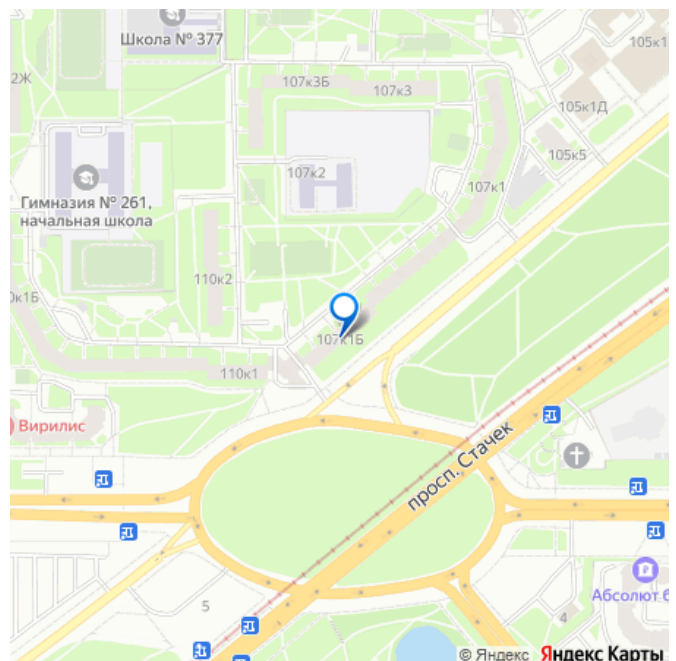 Школа № 377
105к1
2Ж
107к3Б
107к3
105к1Д
105к5
107к2
107к1
Гимназия № 261,
начальная школа
110к2
0к1Б
107к1Б
110к1
Вирилис
просп. Стачек
Абсолют б
5
4
© Яндекс Яндекс Карты